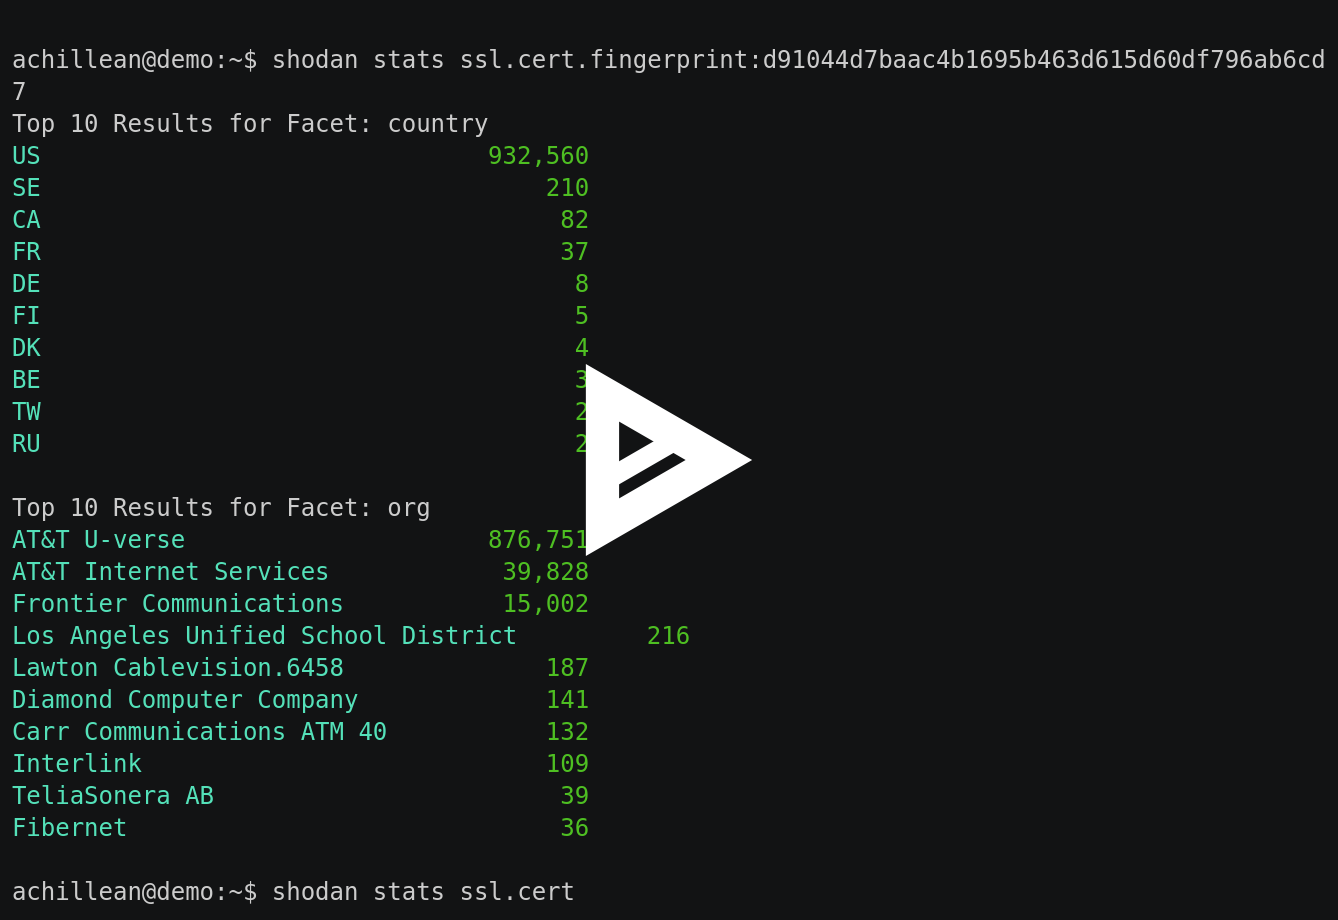 achillean@demo:~$ shodan stats ssl.cert.fingerprint:d91044d7baac4b1695b463d615d60df796ab6cd
7
Top 10 Results for Facet: country
US 932,560
SE 210
CA 82
FR 37
DE 8
FI 5
DK 4
BE 3
TW 2
RU 2
Top 10 Results for Facet: org
AT&T U-verse 876,751
AT&T Internet Services 39,828
Frontier Communications 15,002
Los Angeles Unified School District 216
Lawton Cablevision.6458 187
Diamond Computer Company 141
Carr Communications ATM 40 132
Interlink 109
TeliaSonera AB 39
Fibernet 36
achillean@demo:~$ shodan stats ssl.cert